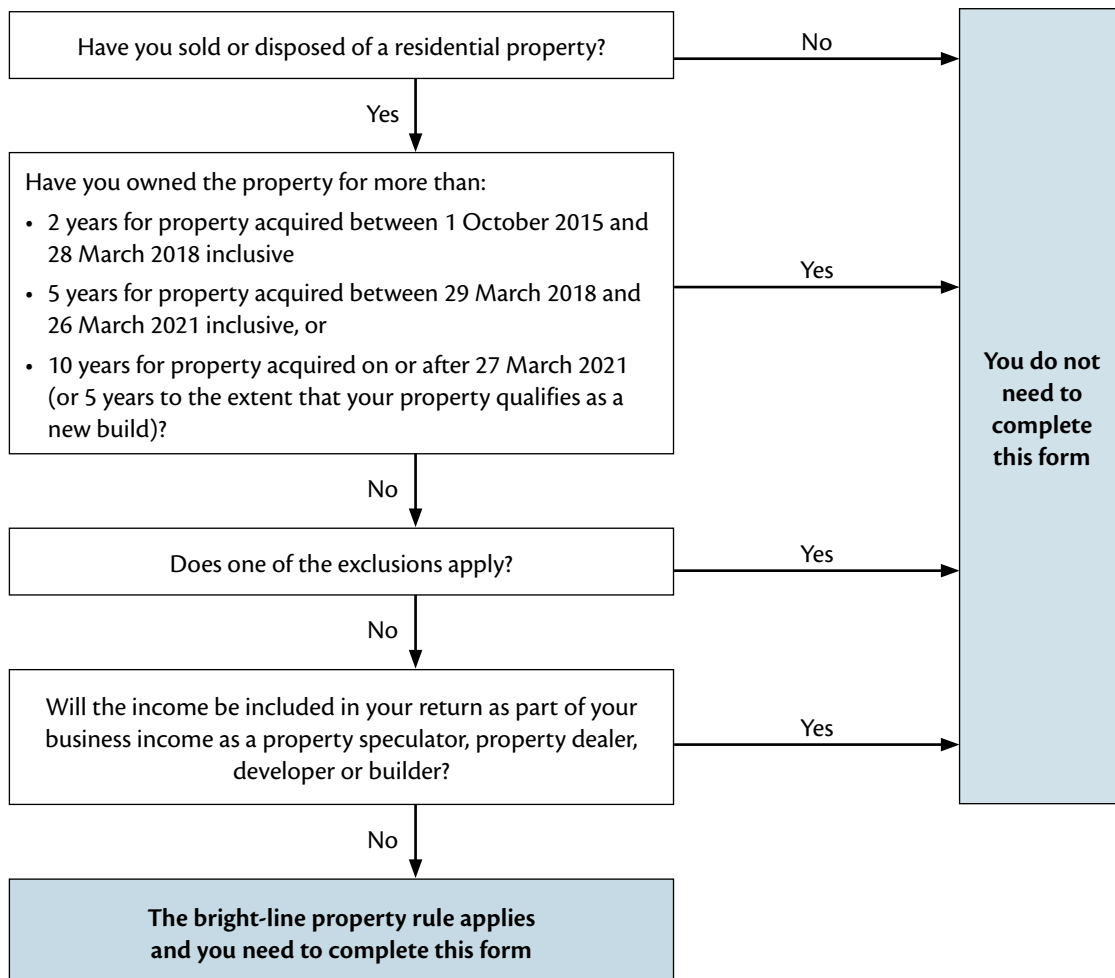 Have you sold or disposed of a residential property?
No
Yes
Have you owned the property for more than:
• 2 years for property acquired between 1 October 2015 and
28 March 2018 inclusive
• 5 years for property acquired between 29 March 2018 and
26 March 2021 inclusive, or
• 10 years for property acquired on or after 27 March 2021
(or 5 years to the extent that your property qualifies as a
new build)?
Yes
You do not
need to
complete
this form
No
Does one of the exclusions apply?
Yes
No
Will the income be included in your return as part of your
business income as a property speculator, property dealer,
developer or builder?
Yes
No
The bright-line property rule applies
and you need to complete this form